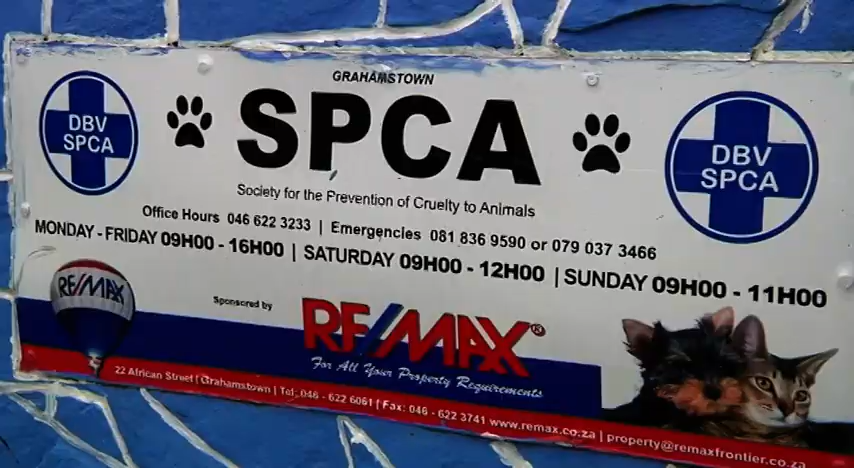 GRAHAMSTOWN
SPCA
DBV
SPCA
DBV
SPCA
Society for the Prevention of Cruelty to Animals
Office Hours 046 622 3233 | Emergencies 081 836 9590 or 079 037 3466
MONDAY - FRIDAY 09H00 - 16H00 | SATURDAY 09H00 - 12H00 | SUNDAY 09H00 - 11H00
RE/MAX
Sponsored by
RE/MAX®
For All Your Property Requirements
22 African Street | Grahamstown | Tel: 046 - 622 6061 | Fax: 046 - 622 3741 www.remax.co.za | property@remaxfrontier.co.za